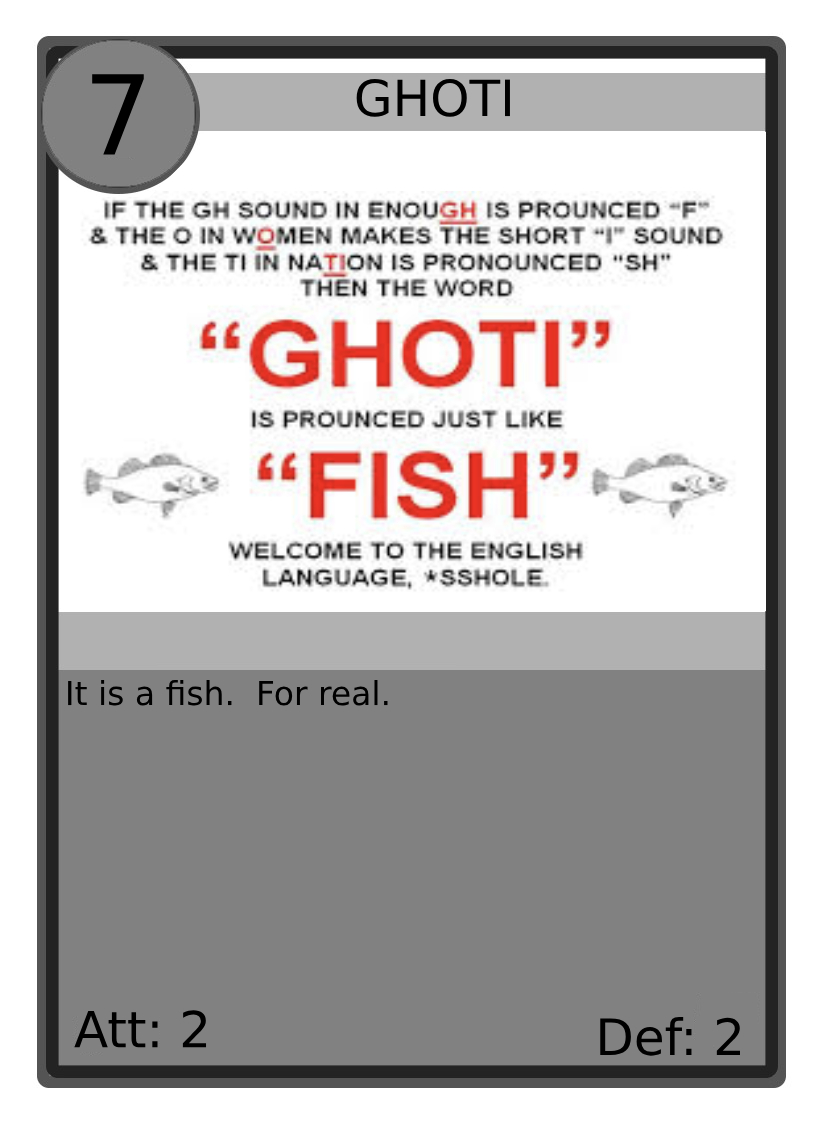 7
GHOTI
IF THE GH SOUND IN ENOUGH IS PROUNCED “F”
& THE O IN WOMEN MAKES THE SHORT “I” SOUND
& THE TI IN NATION IS PRONOUNCED “SH”
THEN THE WORD
“GHOTI”
IS PROUNCED JUST LIKE
“FISH”
WELCOME TO THE ENGLISH
LANGUAGE, *SSHOLE.
It is a fish.  For real.
Att: 2
Def: 2